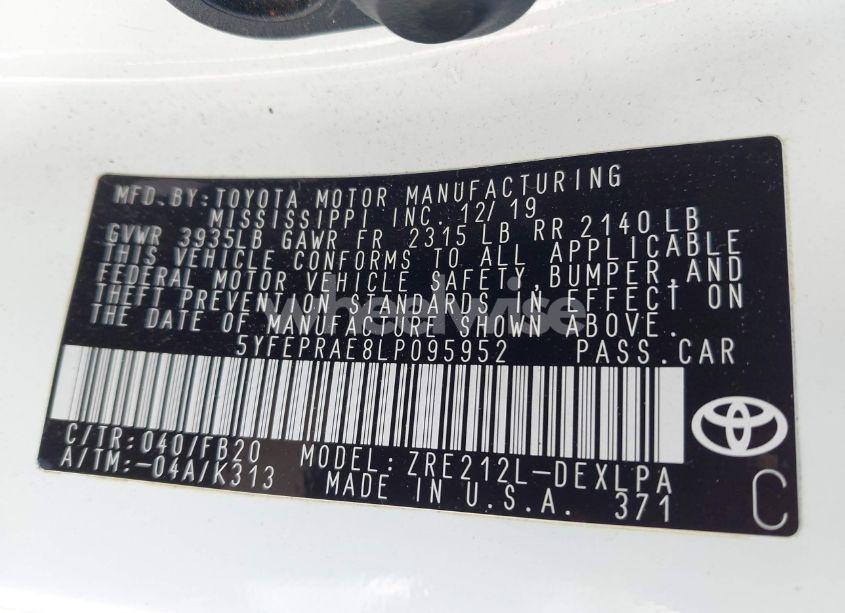 MFD. BY: TOYOTA MOTOR MANUFACTURING
MISSISSIPPI INC. 12/19
GVWR 3935LB GAWR FR 2315 LB RR 2140 LB
THIS VEHICLE CONFORMS TO ALL APPLICABLE
FEDERAL MOTOR VEHICLE SAFETY, BUMPER, AND
THEFT PREVENTION STANDARDS IN EFFECT ON
THE DATE OF MANUFACTURE SHOWN ABOVE.
wheelwise
5YFEPRAE8LP095952 PASS. CAR
C/TR: 040/FB20 MODEL: ZRE212L-DEXLPA
A/TM: -04A/K313 MADE IN U.S.A. 371
C